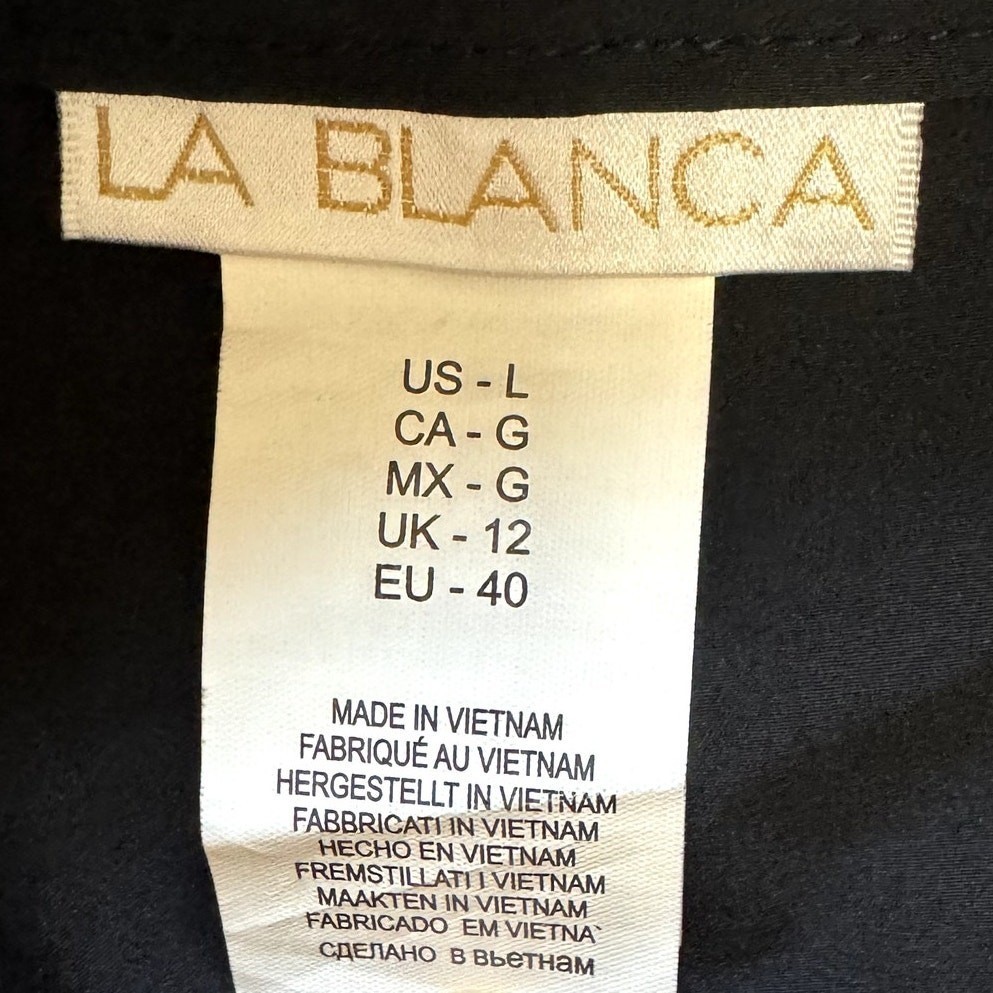 LA BLANCA
US - L
CA - G
MX - G
UK - 12
EU - 40
MADE IN VIETNAM
FABRIQUÉ AU VIETNAM
HERGESTELLT IN VIETNAM
FABBRICATI IN VIETNAM
HECHO EN VIETNAM
FREMSTILLATI I VIETNAM
MAAKTEN IN VIETNAM
FABRICADO EM VIETNA
СДЕЛАНО В ВЬетнам